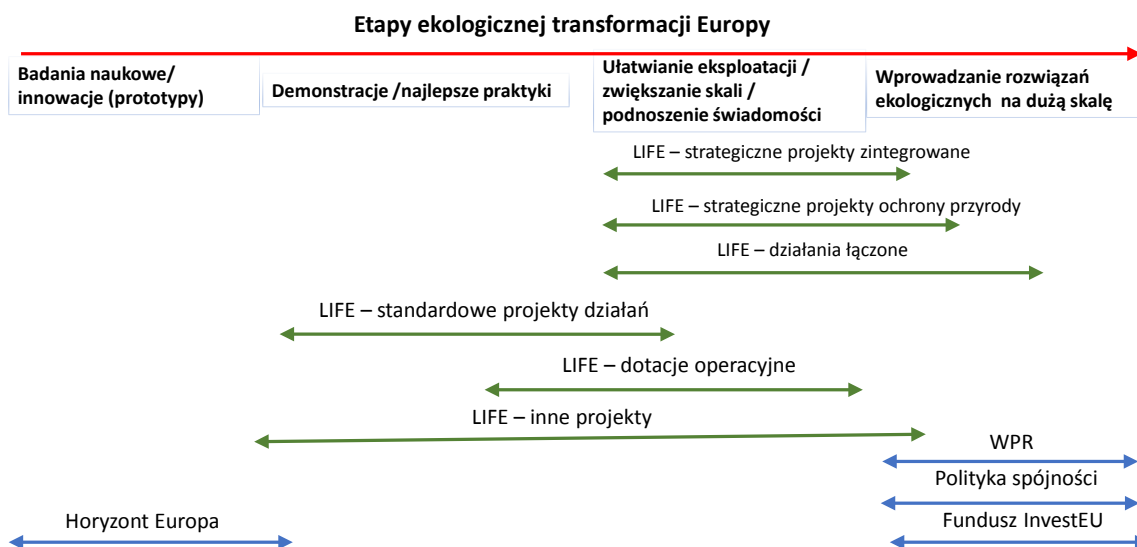 Etapy ekologicznej transformacji Europy
Badania naukowe/
innowacje (prototypy)
Demonstracje /najlepsze praktyki
Ułatwianie eksploatacji /
zwiększanie skali /
podnoszenie świadomości
Wprowadzanie rozwiązań
ekologicznych na dużą skalę
LIFE – strategiczne projekty zintegrowane
LIFE – strategiczne projekty ochrony przyrody
LIFE – działania łączone
LIFE – standardowe projekty działań
LIFE – dotacje operacyjne
LIFE – inne projekty
WPR
Polityka spójności
Horyzont Europa
Fundusz InvestEU